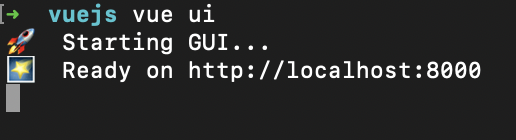 ➜ vuejs vue ui
🚀 Starting GUI...
🌠 Ready on http://localhost:8000